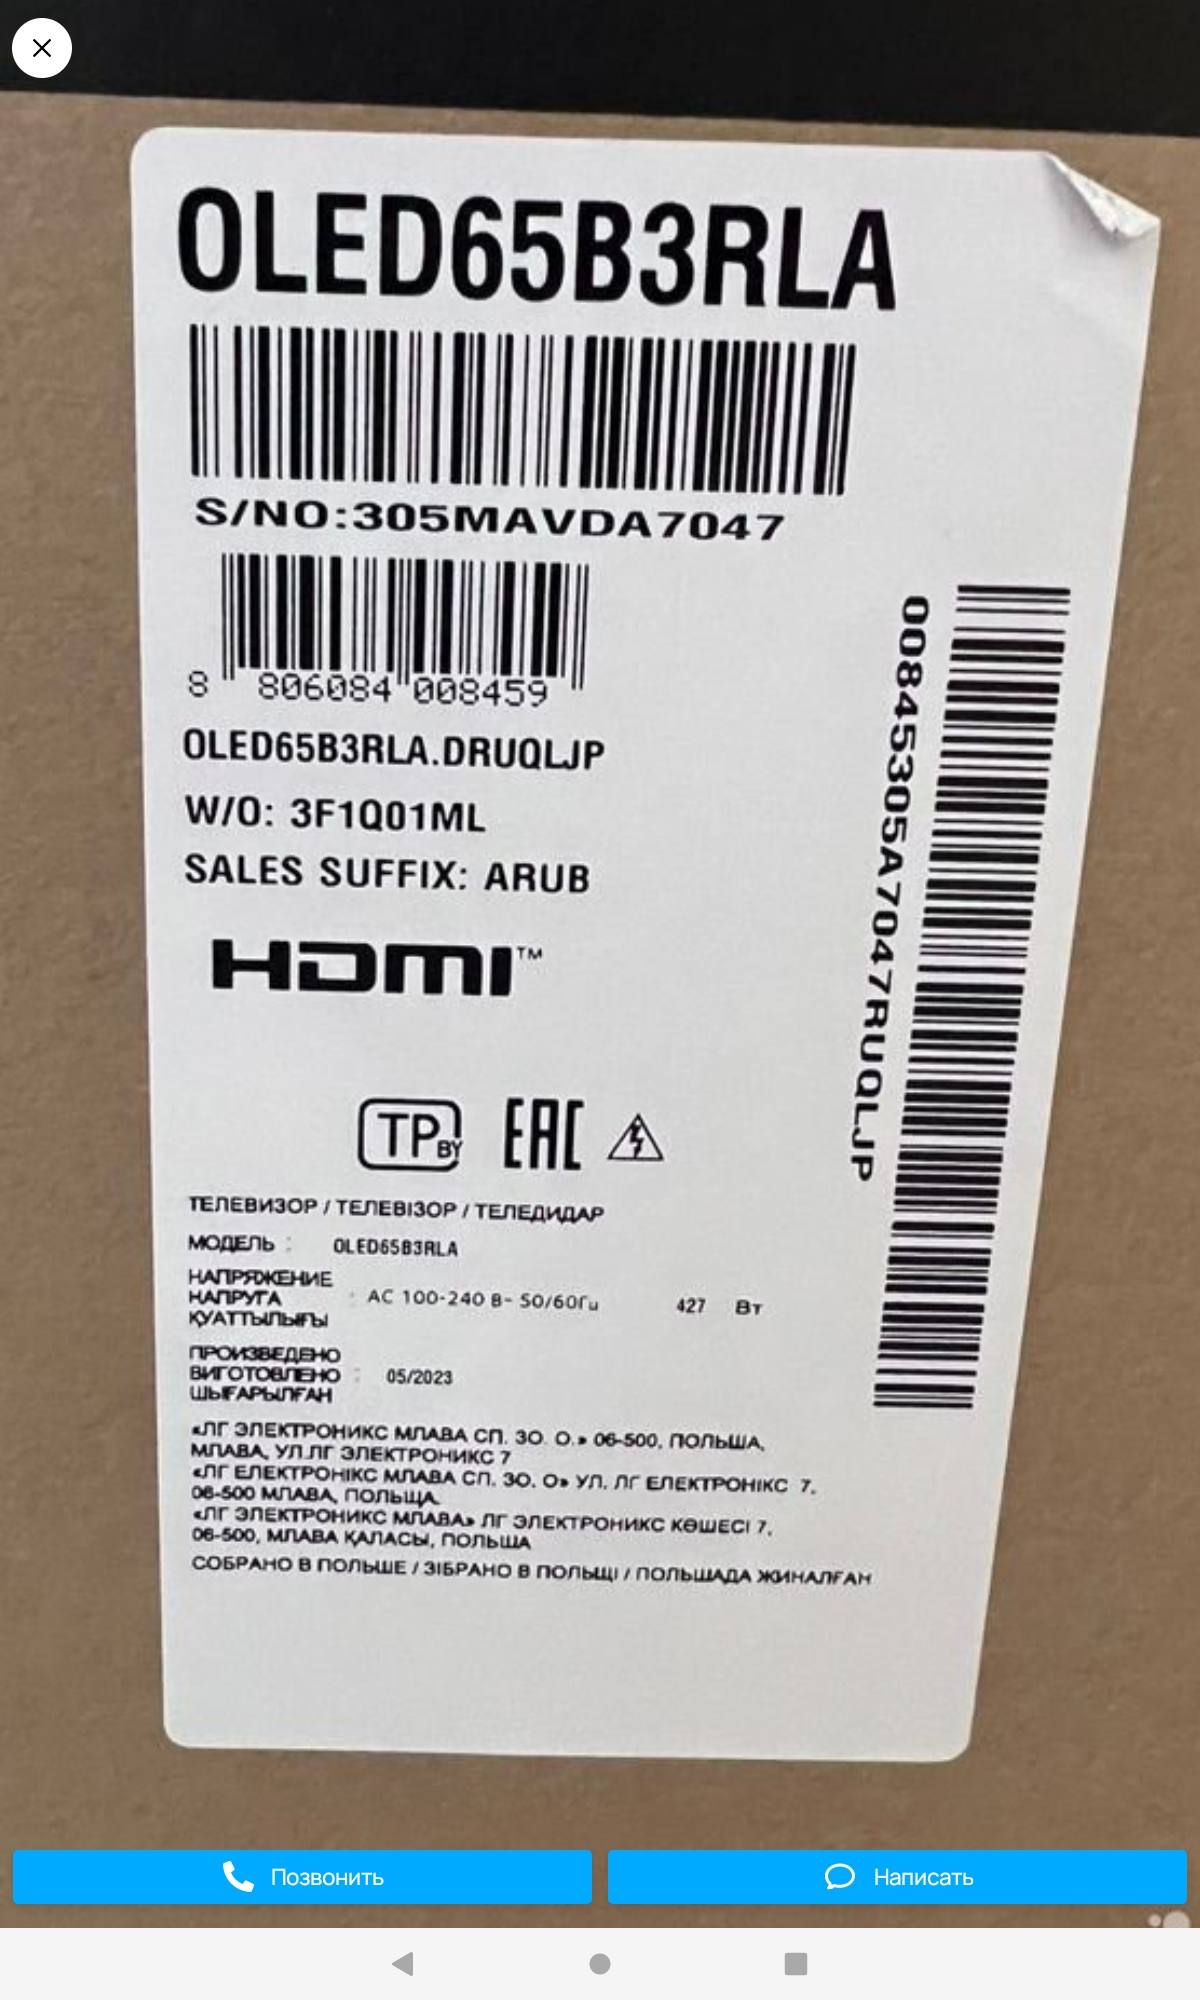 OLED65B3RLA
S/NO:305MAVDA7047
8 806084 008459
OLED65B3RLA.DRUQLJP
W/O: 3F1Q01ML
SALES SUFFIX: ARUB
HDMI™
TP BY EAC
ТЕЛЕВИЗОР / ТЕЛЕВІЗОР / ТЕЛЕДИДАР
МОДЕЛЬ : OLED65B3RLA
НАПРЯЖЕНИЕ
НАПРУГА : AC 100-240 В~ 50/60Гц 427 Вт
ҚУАТТЫЛЫҒЫ
ПРОИЗВЕДЕНО
ВИГОТОВЛЕНО : 05/2023
ШЫҒАРЫЛҒАН
«ЛГ ЭЛЕКТРОНИКС МЛАВА СП. ЗО. О.» 06-500, ПОЛЬША,
МЛАВА, УЛ.ЛГ ЭЛЕКТРОНИКС 7
«ЛГ ЕЛЕКТРОНІКС МЛАВА СП. ЗО. О» УЛ. ЛГ ЕЛЕКТРОНІКС 7,
06-500 МЛАВА, ПОЛЬЩА.
«ЛГ ЭЛЕКТРОНИКС МЛАВА» ЛГ ЭЛЕКТРОНИКС КӨШЕСІ 7,
06-500, МЛАВА ҚАЛАСЫ, ПОЛЬША
СОБРАНО В ПОЛЬШЕ / ЗІБРАНО В ПОЛЬЩІ / ПОЛЬШАДА ЖИНАЛҒАН
00845305A7047RUQLJP
Позвонить
Написать